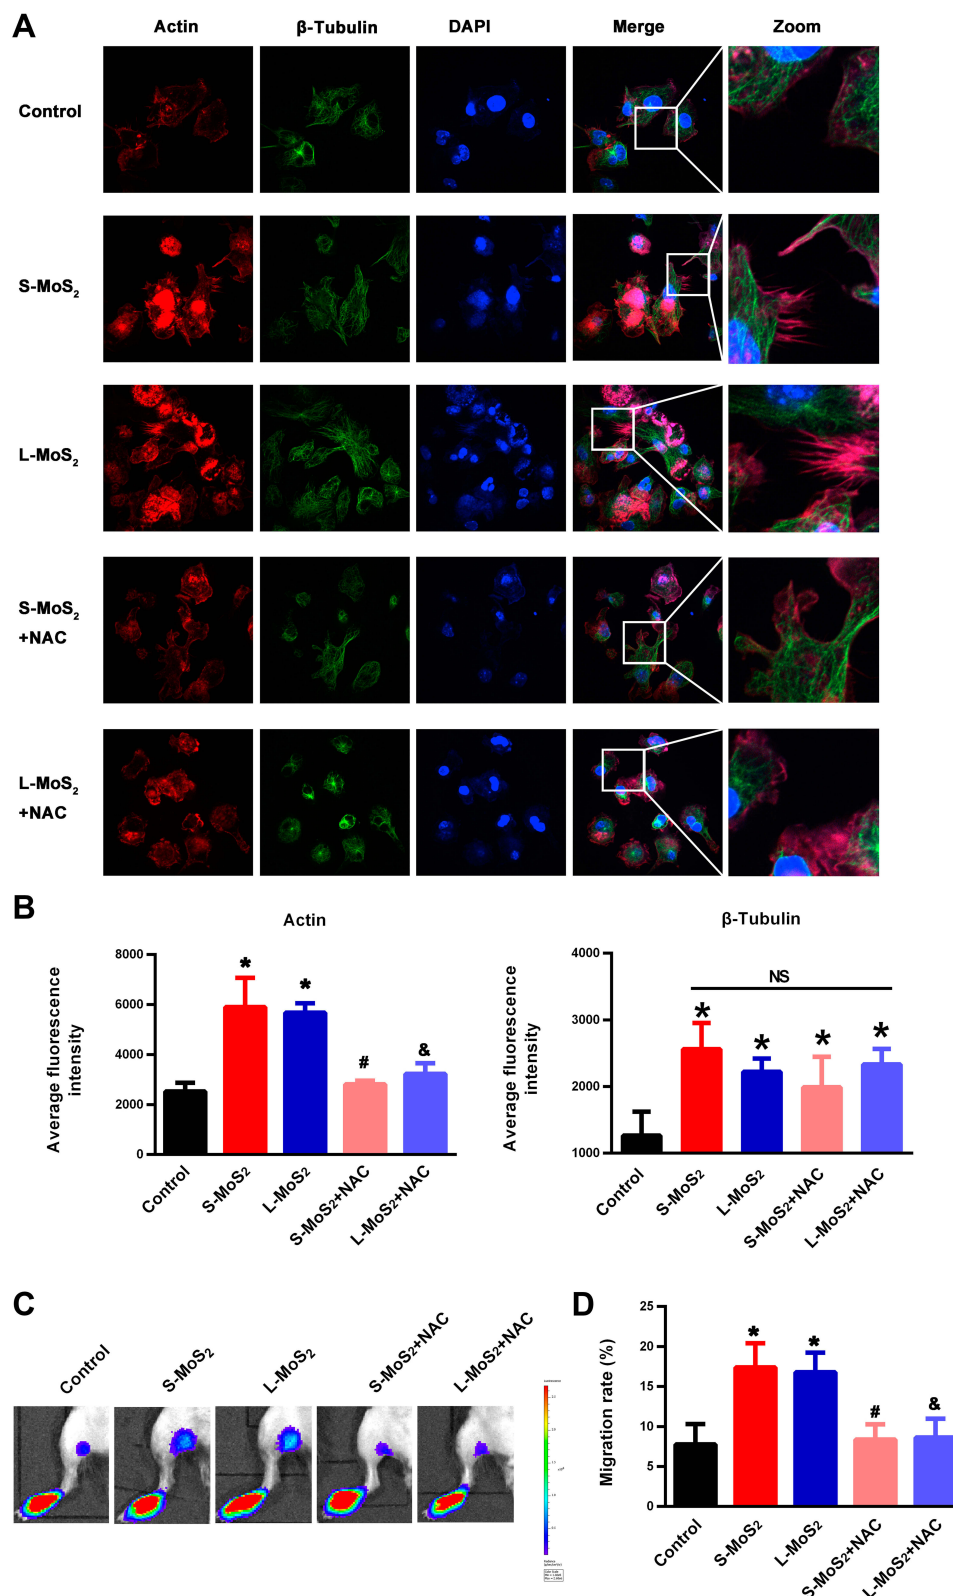 A
Actin β-Tubulin DAPI Merge Zoom
Control
S-MoS2
L-MoS2
S-MoS2
+NAC
L-MoS2
+NAC
B
Actin
Average fluorescence
intensity
8000
6000
4000
2000
0
* * # &
Control S-MoS2 L-MoS2 S-MoS2+NAC L-MoS2+NAC
β-Tubulin
Average fluorescence
intensity
4000
3000
2000
1000
NS
* * * *
Control S-MoS2 L-MoS2 S-MoS2+NAC L-MoS2+NAC
C
Control S-MoS2 L-MoS2 S-MoS2+NAC L-MoS2+NAC
D
Migration rate (%)
25
20
15
10
5
0
* * # &
Control S-MoS2 L-MoS2 S-MoS2+NAC L-MoS2+NAC